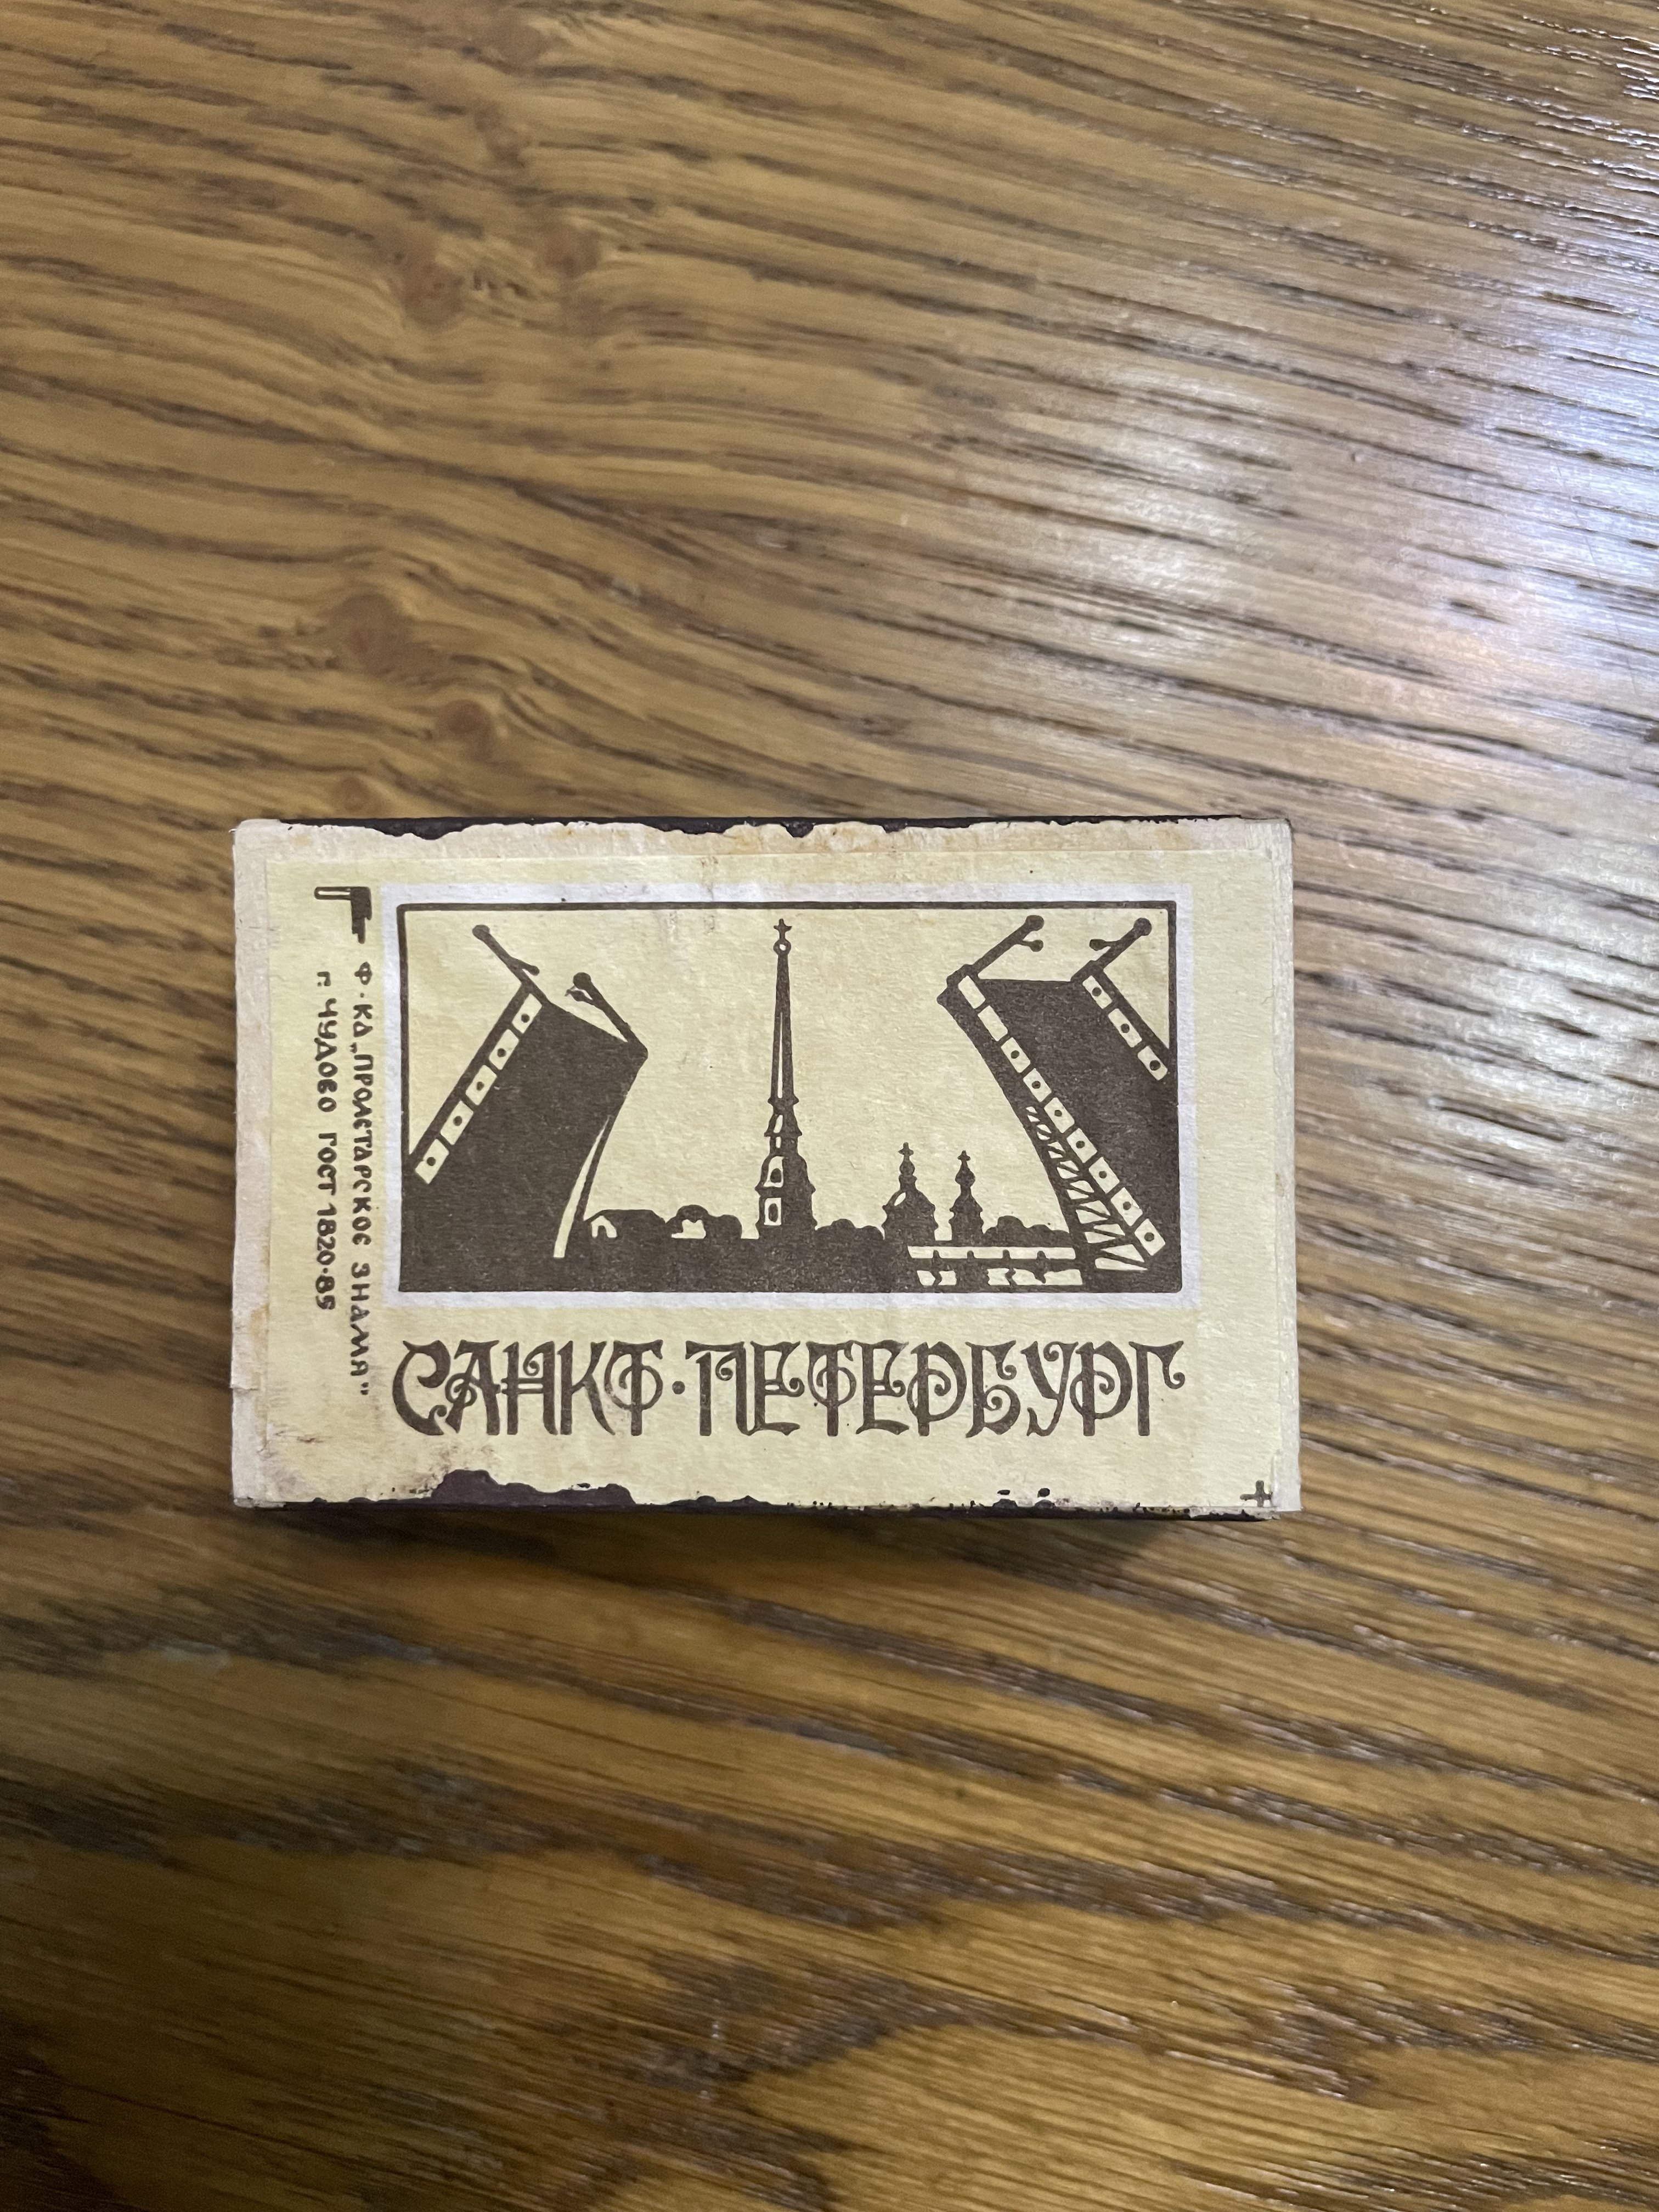 Ф-КА „ПРОЛЕТАРСКОЕ ЗНАМЯ"
г. ЧУДОВО ГОСТ 1820-85
САНКТ·ПЕТЕРБУРГ